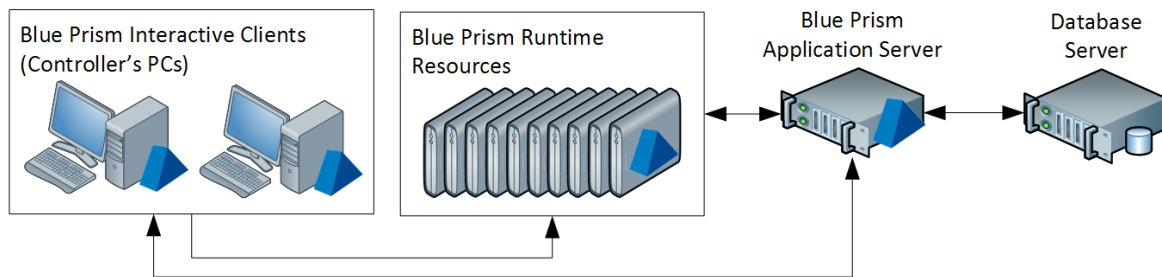 Blue Prism Interactive Clients
(Controller's PCs)
Blue Prism Runtime
Resources
Blue Prism
Application Server
Database
Server